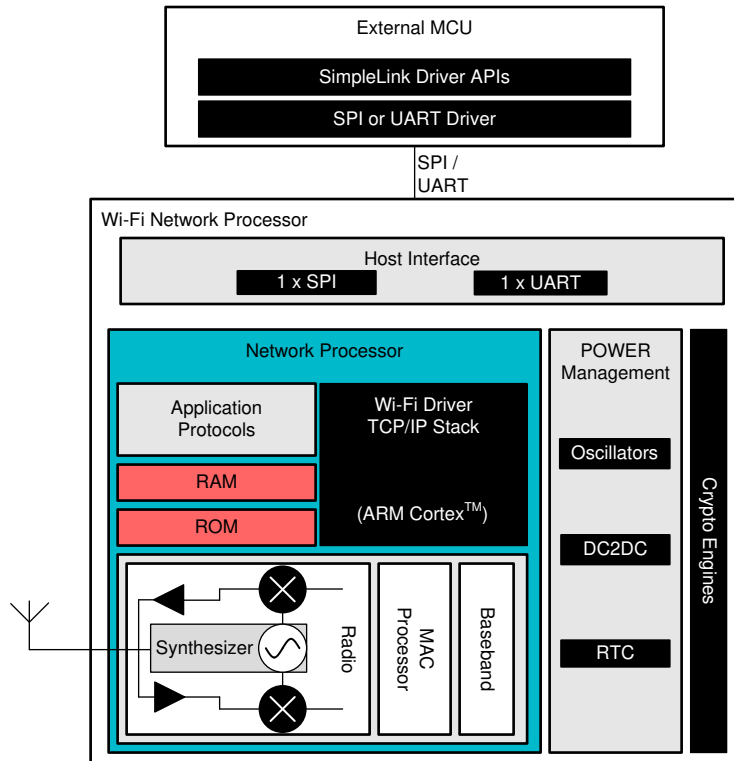 External MCU
SimpleLink Driver APIs
SPI or UART Driver
SPI /
UART
Wi-Fi Network Processor
Host Interface
1 x SPI
1 x UART
Network Processor
Application
Protocols
Wi-Fi Driver
TCP/IP Stack
(ARM Cortex™)
RAM
ROM
Synthesizer
Radio
MAC
Processor
Baseband
POWER
Management
Oscillators
DC2DC
RTC
Crypto Engines